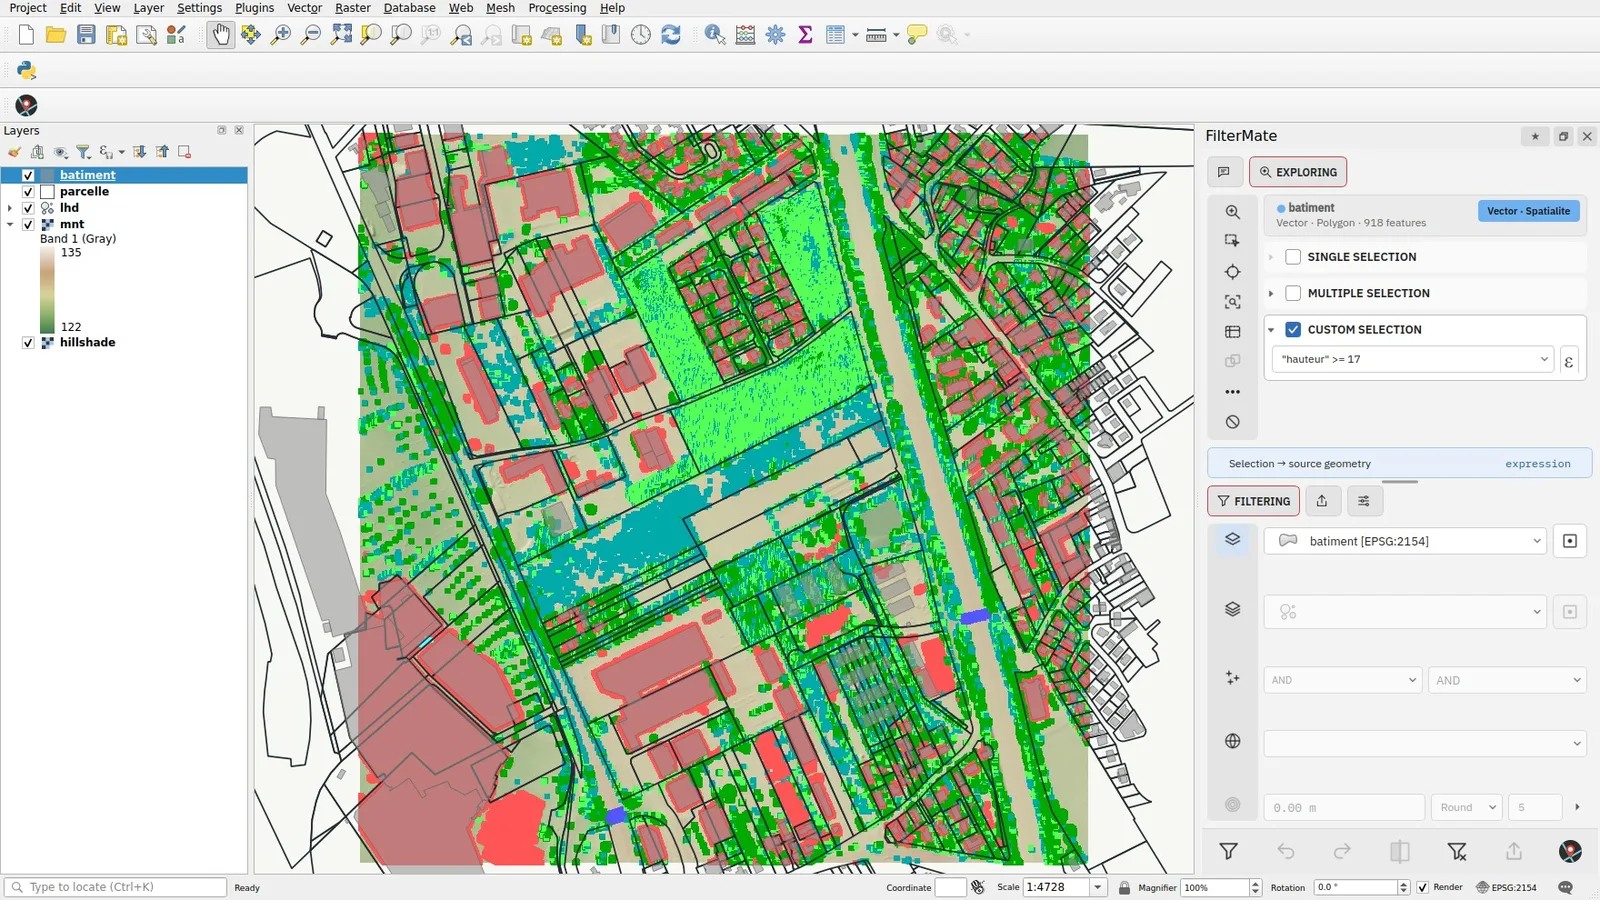 Project Edit View Layer Settings Plugins Vector Raster Database Web Mesh Processing Help
Layers
batiment
parcelle
lhd
mnt
Band 1 (Gray)
135
122
hillshade
FilterMate
EXPLORING
batiment
Vector · Polygon · 918 features
Vector · Spatialite
SINGLE SELECTION
MULTIPLE SELECTION
CUSTOM SELECTION
"hauteur" >= 17
ε
Selection → source geometry
expression
FILTERING
batiment [EPSG:2154]
AND
AND
0.00 m
Round
5
Type to locate (Ctrl+K)
Ready
Coordinate
Scale
1:4728
Magnifier
100%
Rotation
0.0 °
Render
EPSG:2154